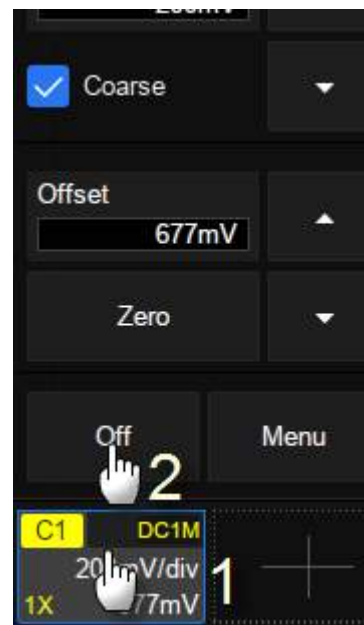 Coarse
Offset
677mV
Zero
Off
Menu
2
C1
DC1M
1
1X